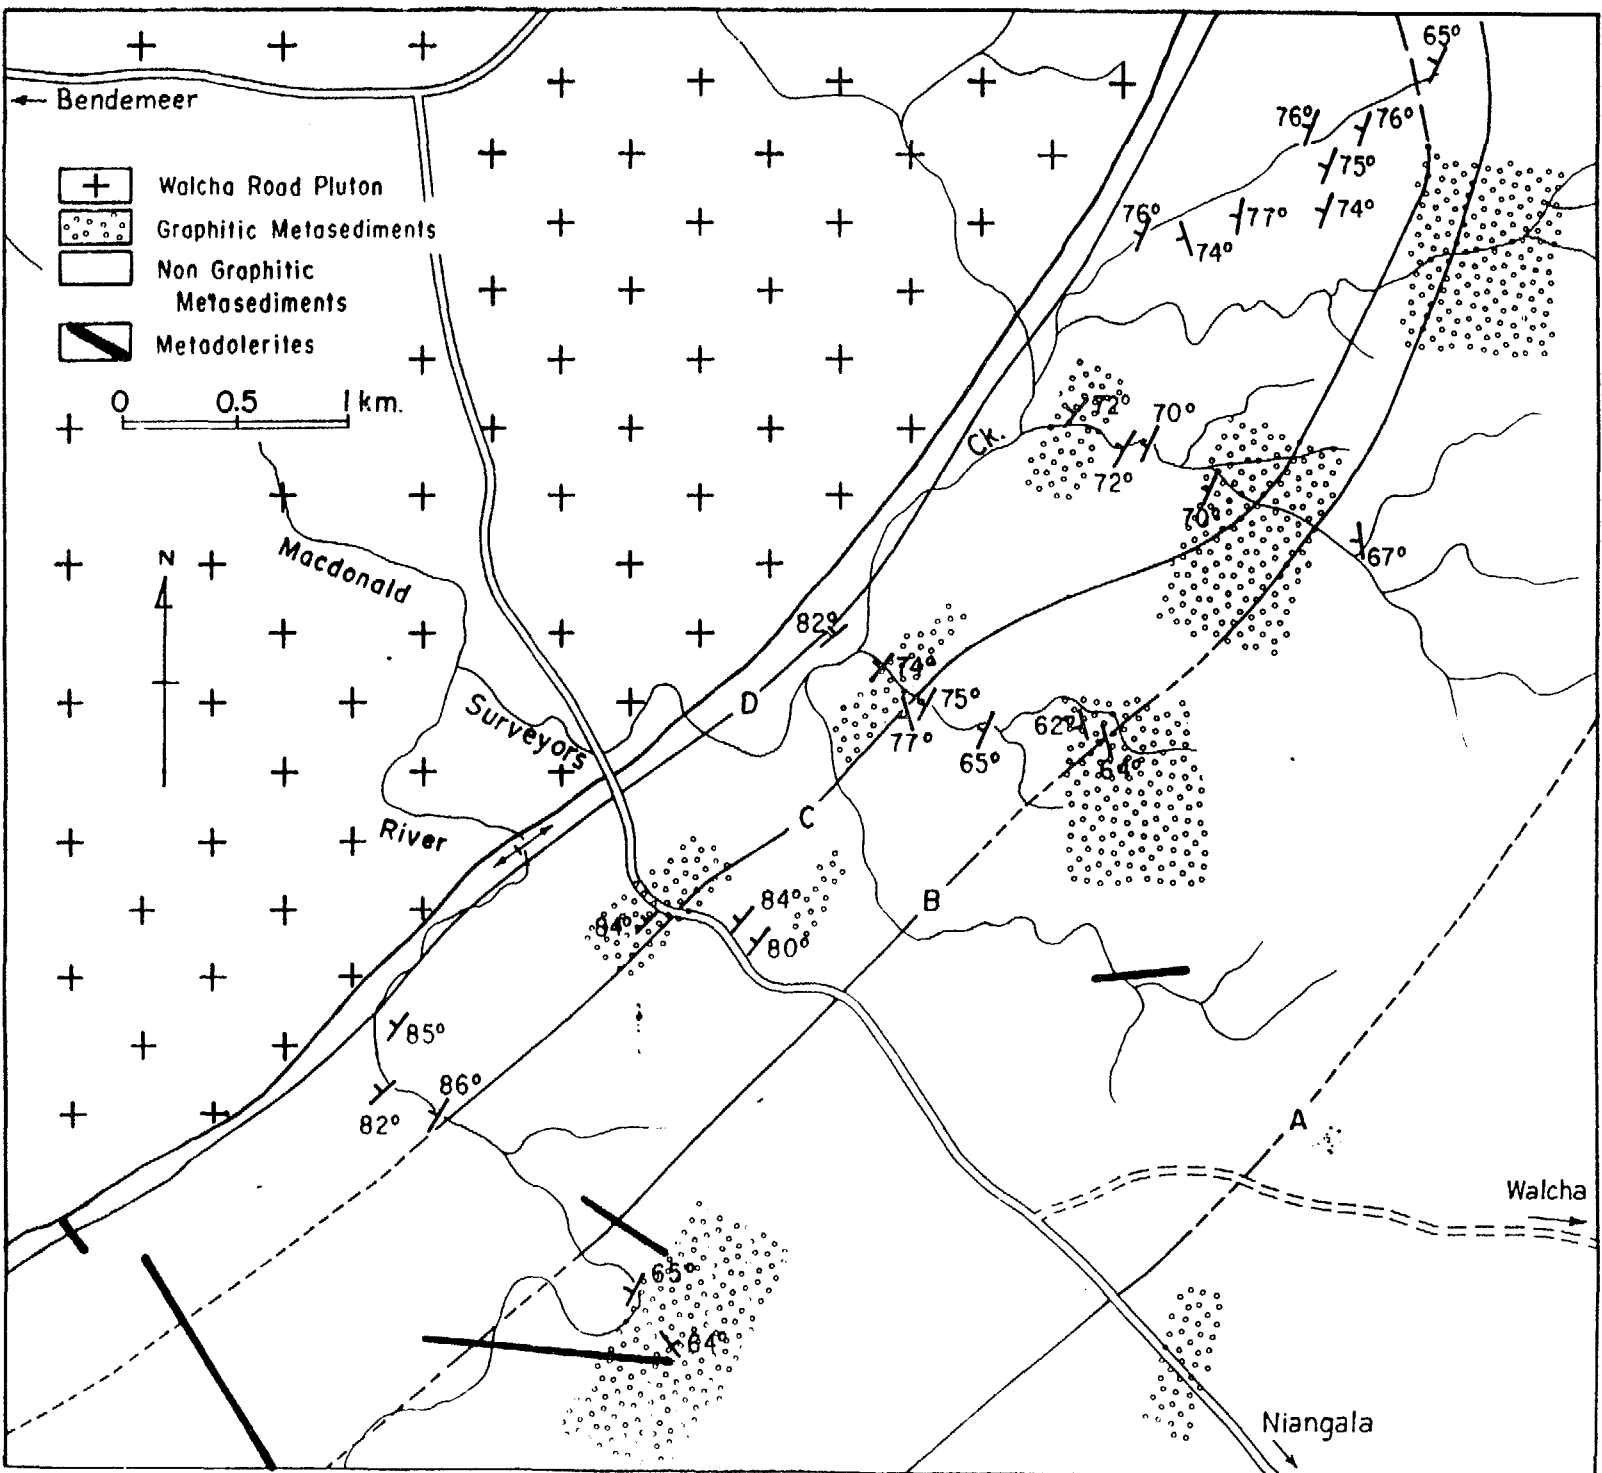 65°
← Bendemeer
76°
76°
75°
Walcha Road Pluton
76°
77°
74°
Graphitic Metasediments
74°
Non Graphitic
Metasediments
Metadolerites
0 0.5 1 km.
72°
70°
Ck.
72°
70°
N
Macdonald
67°
82°
74°
75°
D
Surveyors
77°
62°
65°
64°
River
C
84°
B
84°
80°
85°
86°
82°
A
Walcha
65°
64°
Niangala